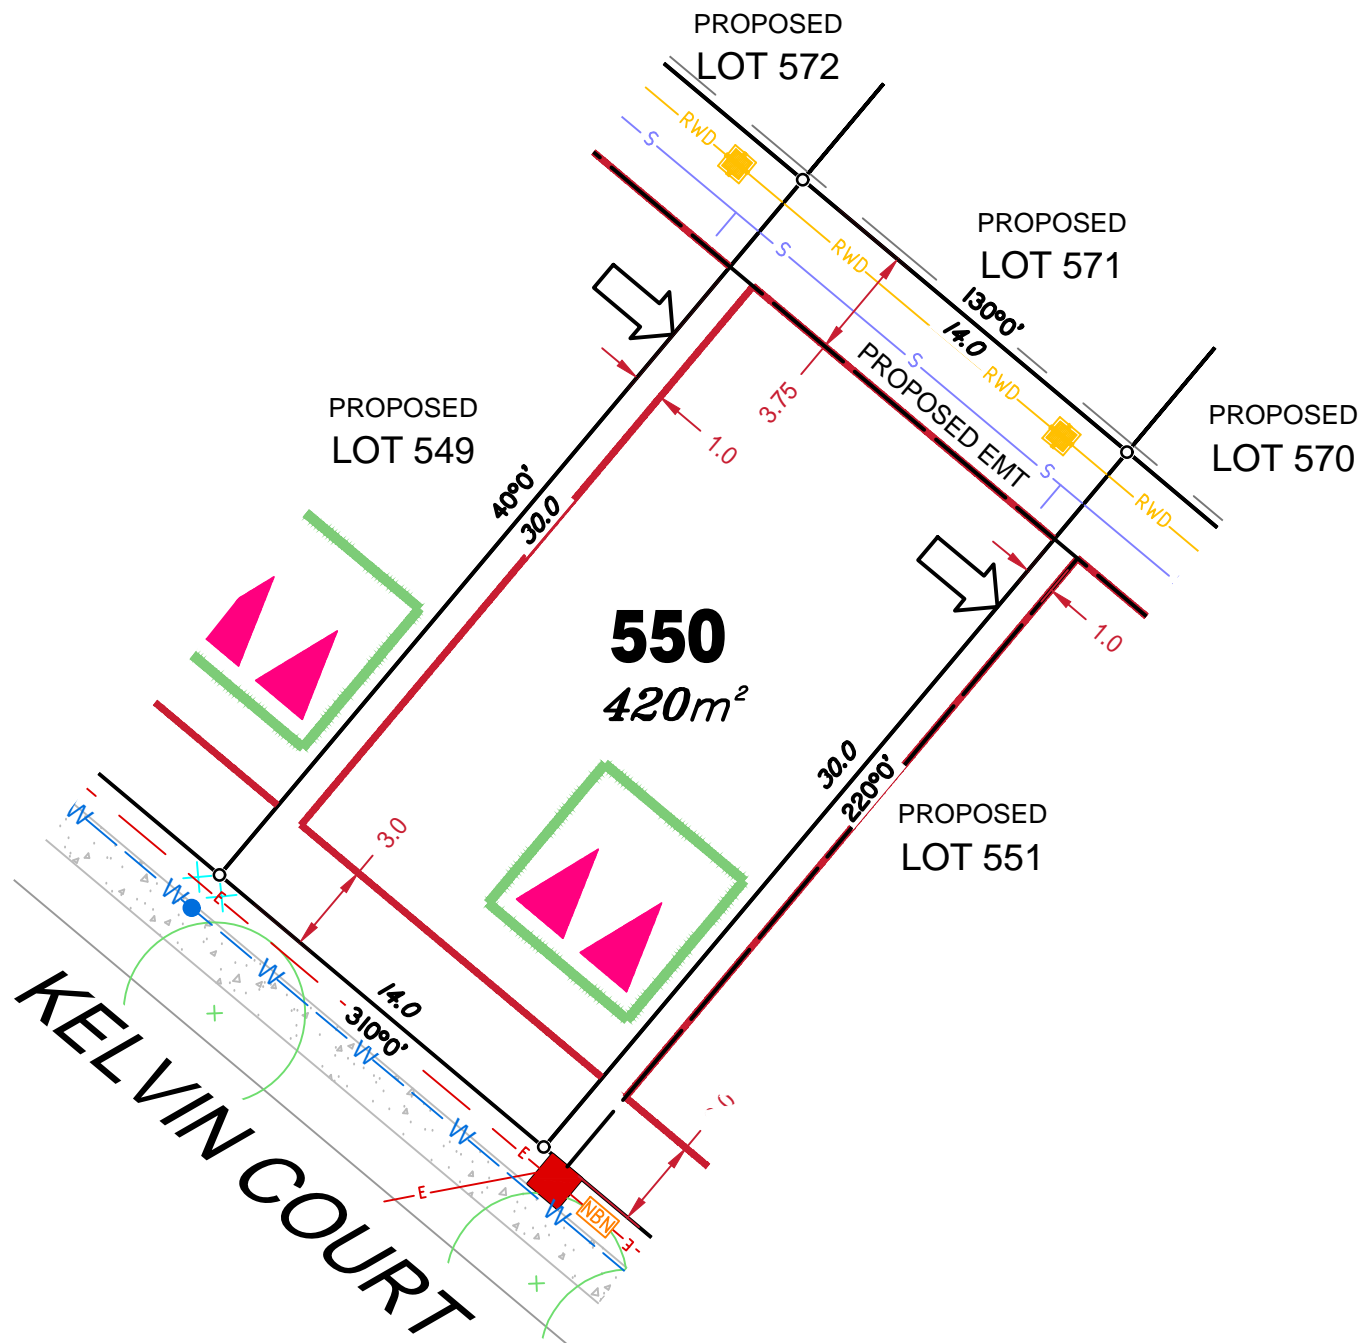 PROPOSED
LOT 572
RWD
S
PROPOSED
LOT 571
S
RWD
130°0'
14.0
3.75
PROPOSED EMT
S
RWD
PROPOSED
LOT 570
S
RWD
PROPOSED
LOT 549
1.0
40°0'
30.0
1.0
550
420m²
30.0
220°0'
PROPOSED
LOT 551
3.0
W
W
E
W
14.0
310°0'
W
W
E
E
W
NBN
E
KELVIN COURT